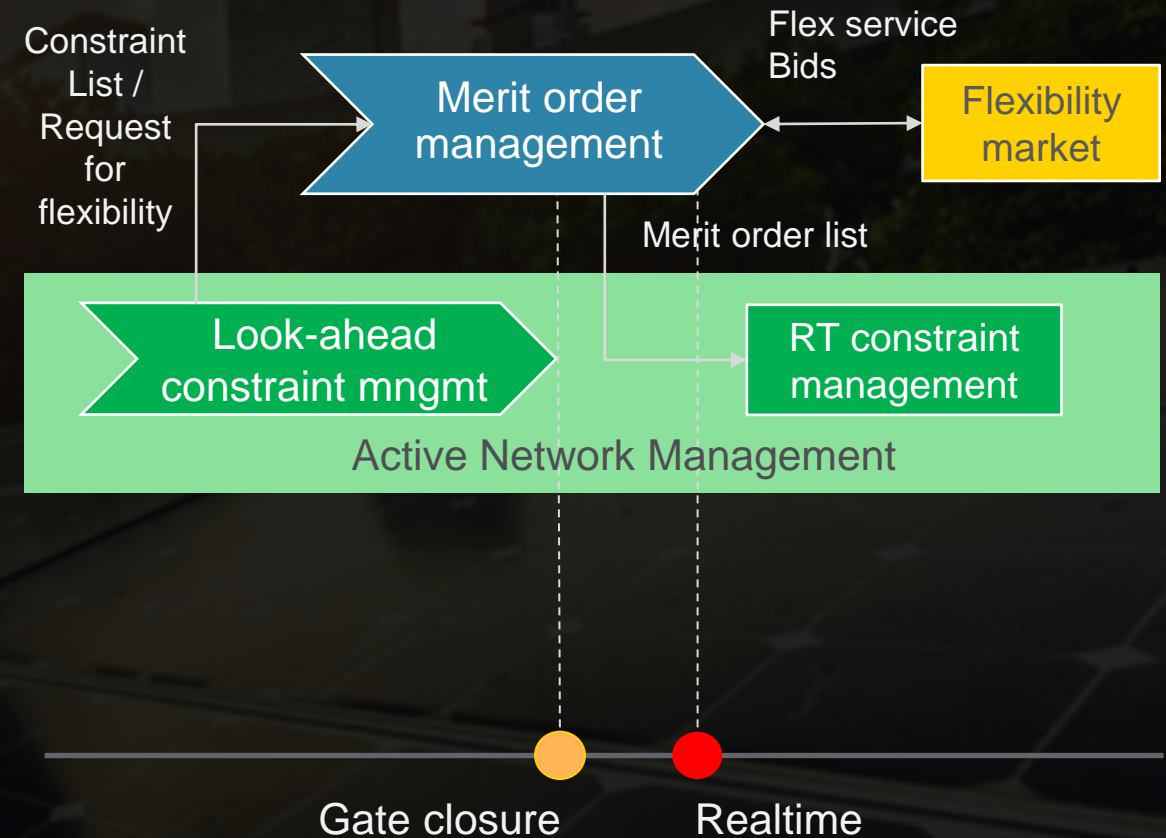 Constraint
List /
Request
for
flexibility
Merit order
management
Flex service
Bids
Flexibility
market
Merit order list
Look-ahead
constraint mngmt
RT constraint
management
Active Network Management
Gate closure
Realtime